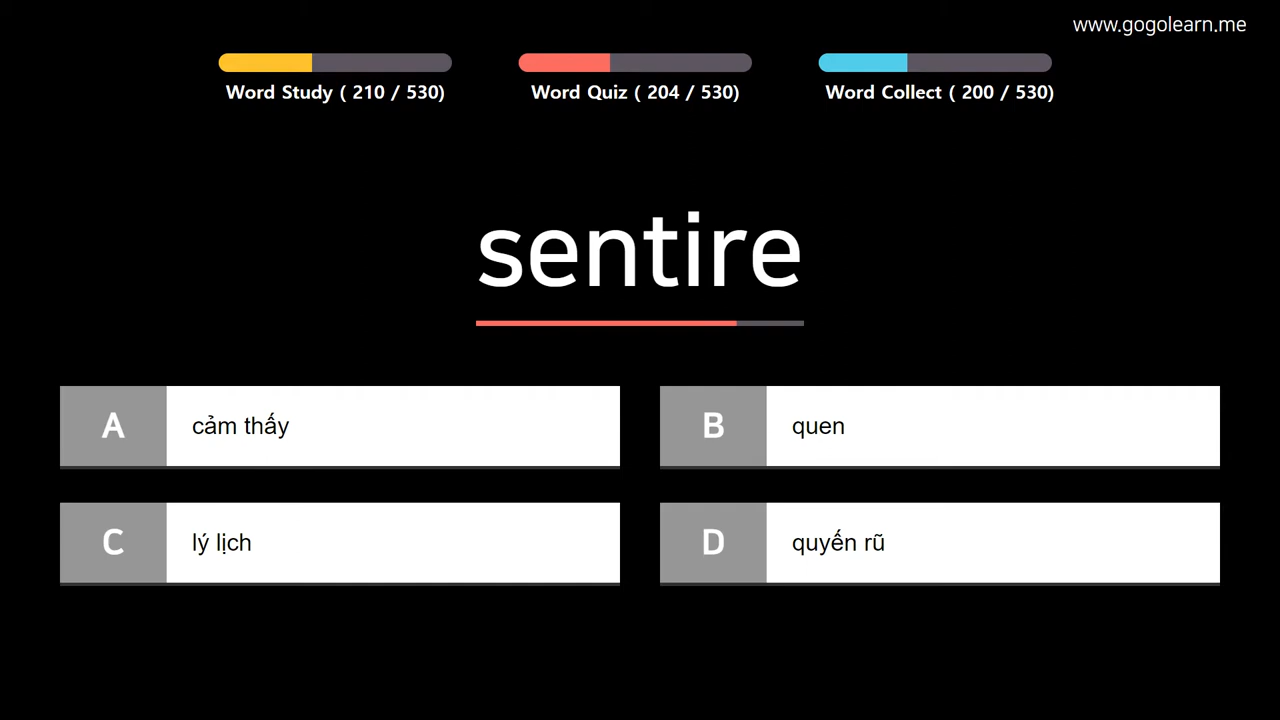 www.gogolearn.me
Word Study ( 210 / 530)
Word Quiz ( 204 / 530)
Word Collect ( 200 / 530)
sentire
A cảm thấy
B quen
C lý lịch
D quyến rũ